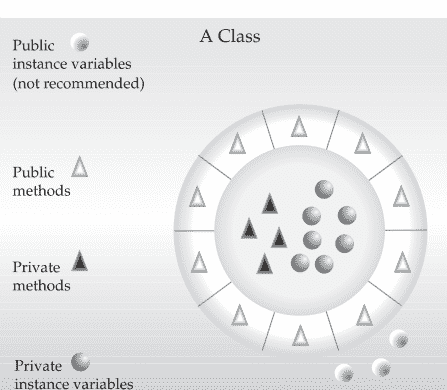 A Class
Public
instance variables
(not recommended)
Public
methods
Private
methods
Private
instance variables